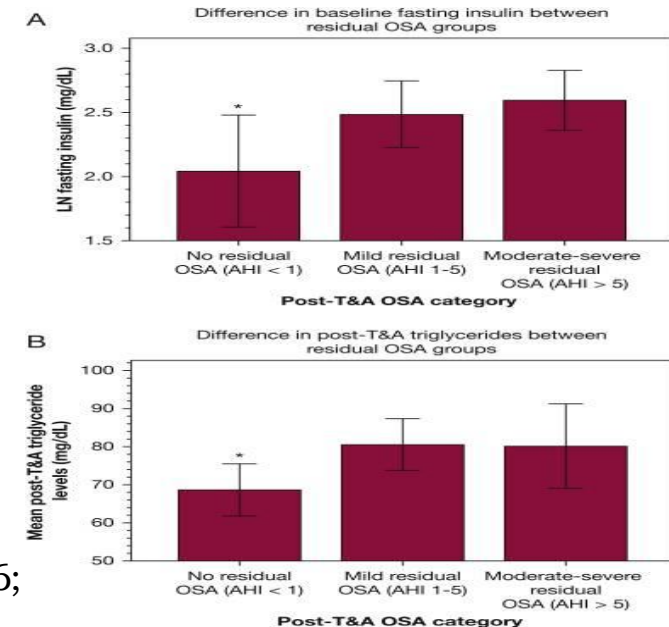 A
Difference in baseline fasting insulin between
residual OSA groups
LN fasting insulin (mg/dL)
3.0
2.5
2.0
1.5
*
No residual
OSA (AHI < 1)
Mild residual
OSA (AHI 1-5)
Moderate-severe
residual
OSA (AHI > 5)
Post-T&A OSA category
B
Difference in post-T&A triglycerides between
residual OSA groups
Mean post-T&A triglyceride
levels (mg/dL)
100
90
80
70
60
50
*
No residual
OSA (AHI < 1)
Mild residual
OSA (AHI 1-5)
Moderate-severe
residual
OSA (AHI > 5)
Post-T&A OSA category
6;